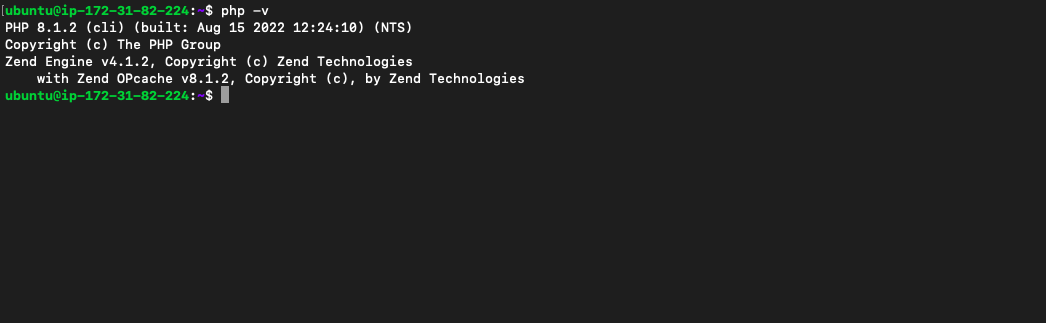 [ubuntu@ip-172-31-82-224:~$ php -v
PHP 8.1.2 (cli) (built: Aug 15 2022 12:24:10) (NTS)
Copyright (c) The PHP Group
Zend Engine v4.1.2, Copyright (c) Zend Technologies
    with Zend OPcache v8.1.2, Copyright (c), by Zend Technologies
ubuntu@ip-172-31-82-224:~$